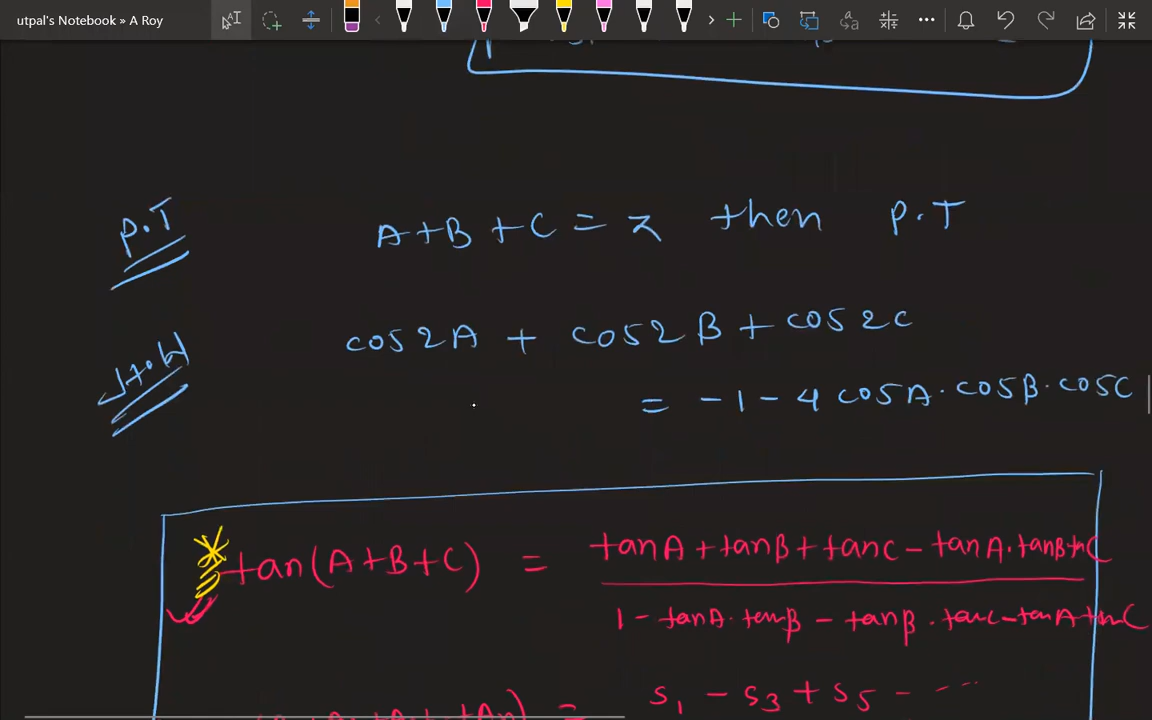 utpal's Notebook » A Roy
P.T
A+B+C = π then P.T
H.W
cos2A + cos2B + cos2C
= -1 - 4 cosA. cosB. cosC
tan(A+B+C) = tanA + tanB + tanC - tanA. tanB tanC
1 - tanA. tanB - tanB. tanC - tanA tanC
= S1 - S3 + S5 - ---